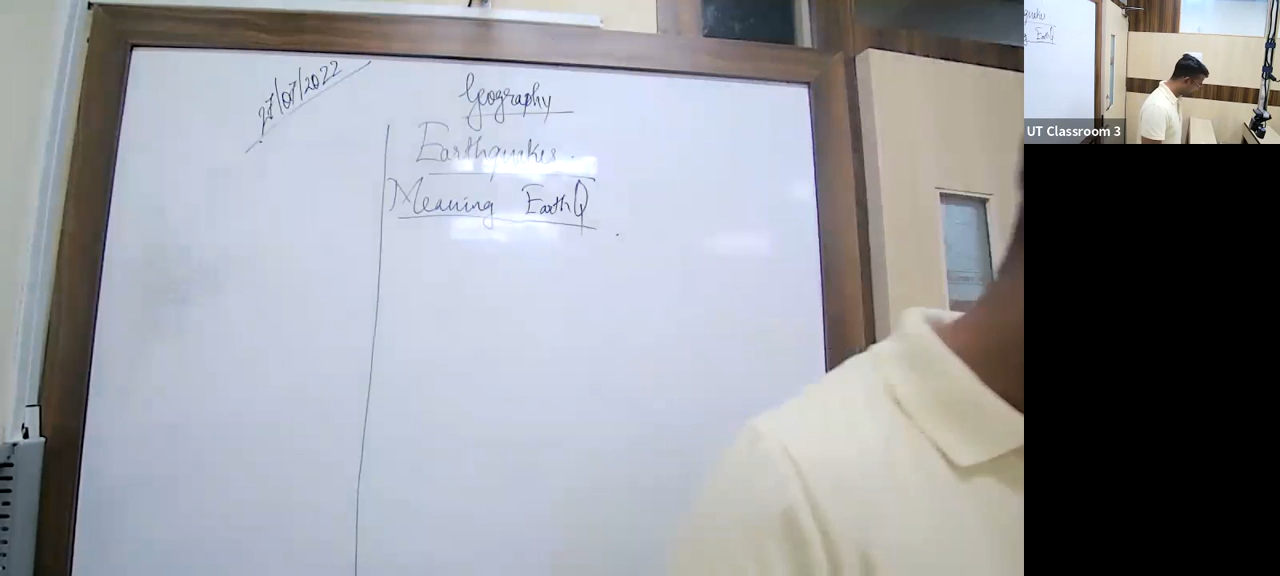 27/07/2022
Geography
Earthquakes.
Meaning EarthQ
UT Classroom 3